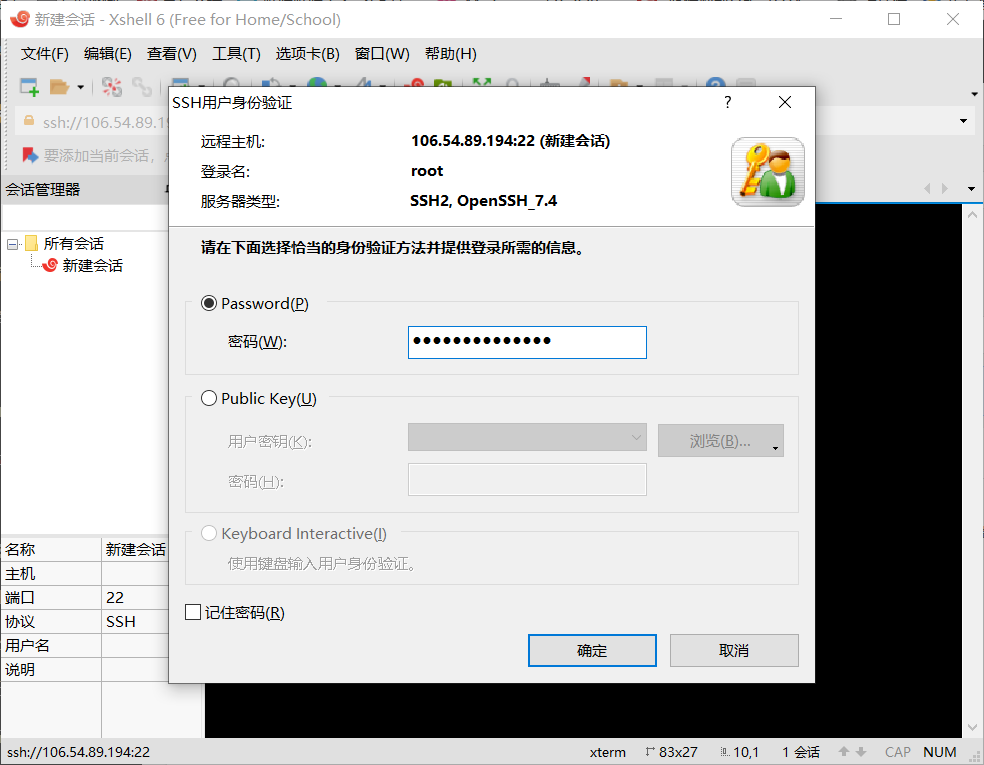 新建会话 - Xshell 6 (Free for Home/School)
文件(F) 编辑(E) 查看(V) 工具(T) 选项卡(B) 窗口(W) 帮助(H)
ssh://106.54.89.19
要添加当前会话,
会话管理器
所有会话
新建会话
名称 新建会话
主机
端口 22
协议 SSH
用户名
说明
SSH用户身份验证 ?
远程主机: 106.54.89.194:22 (新建会话)
登录名: root
服务器类型: SSH2, OpenSSH_7.4
请在下面选择恰当的身份验证方法并提供登录所需的信息。
Password(P)
密码(W): ●●●●●●●●●●●●●●
Public Key(U)
用户密钥(K): 浏览(B)...
密码(H):
Keyboard Interactive(I)
使用键盘输入用户身份验证。
记住密码(R)
确定 取消
ssh://106.54.89.194:22 xterm 83x27 10,1 1 会话 CAP NUM